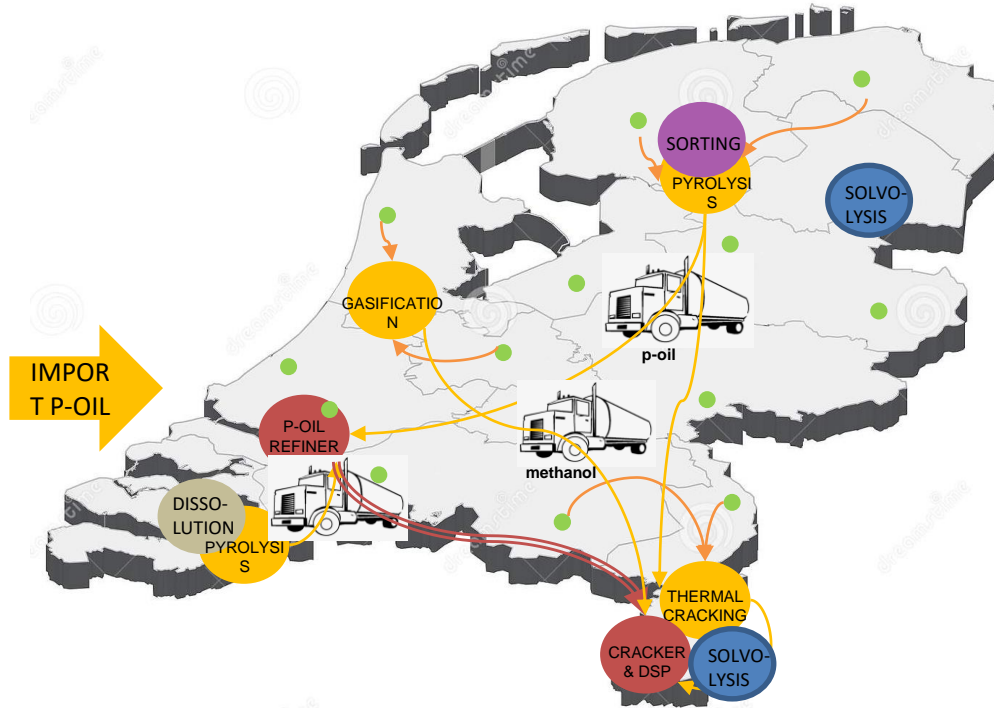 SORTING
PYROLYSI
S
SOLVO-
LYSIS
GASIFICATIO
N
p-oil
IMPOR
T P-OIL
P-OIL
REFINER
methanol
DISSO-
LUTION
PYROLYSI
S
THERMAL
CRACKING
CRACKER
& DSP
SOLVO-
LYSIS